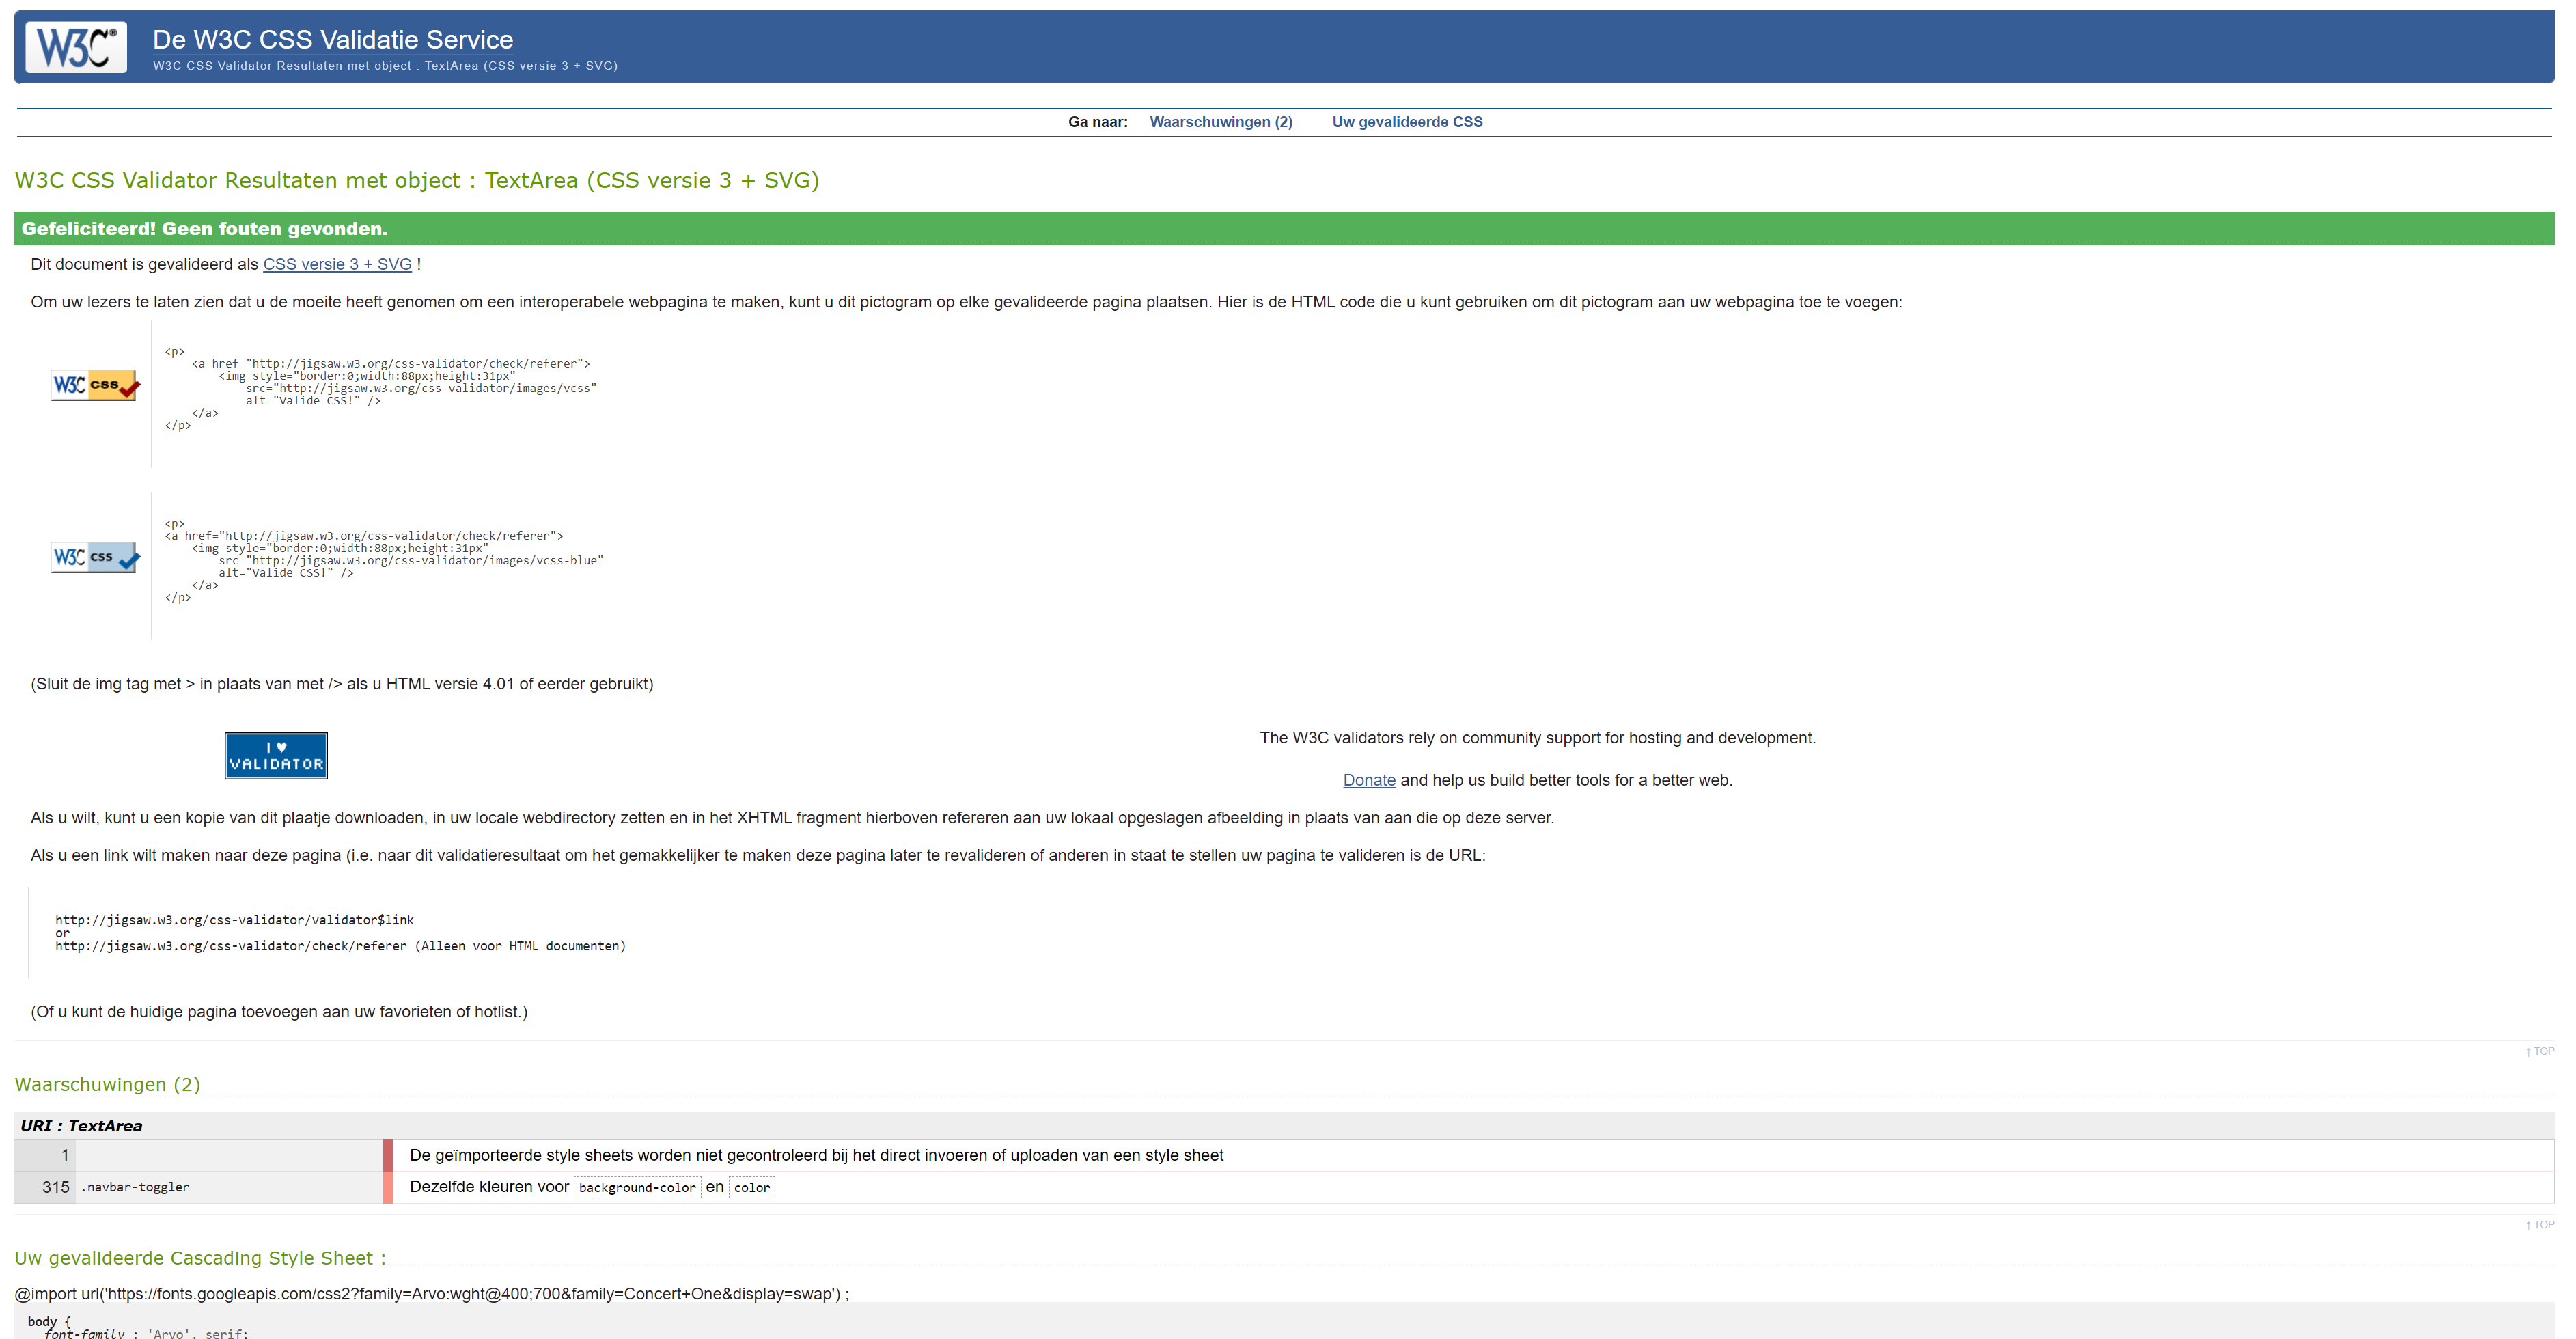 W3C®
De W3C CSS Validatie Service
W3C CSS Validator Resultaten met object : TextArea (CSS versie 3 + SVG)
Ga naar: Waarschuwingen (2) Uw gevalideerde CSS
W3C CSS Validator Resultaten met object : TextArea (CSS versie 3 + SVG)
Gefeliciteerd! Geen fouten gevonden.
Dit document is gevalideerd als CSS versie 3 + SVG !
Om uw lezers te laten zien dat u de moeite heeft genomen om een interoperabele webpagina te maken, kunt u dit pictogram op elke gevalideerde pagina plaatsen. Hier is de HTML code die u kunt gebruiken om dit pictogram aan uw webpagina toe te voegen:
W3C css
<p>
<a href="http://jigsaw.w3.org/css-validator/check/referer">
<img style="border:0;width:88px;height:31px"
src="http://jigsaw.w3.org/css-validator/images/vcss"
alt="Valide CSS!" />
</a>
</p>
W3C css
<p>
<a href="http://jigsaw.w3.org/css-validator/check/referer">
<img style="border:0;width:88px;height:31px"
src="http://jigsaw.w3.org/css-validator/images/vcss-blue"
alt="Valide CSS!" />
</a>
</p>
(Sluit de img tag met > in plaats van met /> als u HTML versie 4.01 of eerder gebruikt)
I ♥
VALIDATOR
The W3C validators rely on community support for hosting and development.
Donate and help us build better tools for a better web.
Als u wilt, kunt u een kopie van dit plaatje downloaden, in uw locale webdirectory zetten en in het XHTML fragment hierboven refereren aan uw lokaal opgeslagen afbeelding in plaats van aan die op deze server.
Als u een link wilt maken naar deze pagina (i.e. naar dit validatieresultaat om het gemakkelijker te maken deze pagina later te revalideren of anderen in staat te stellen uw pagina te valideren is de URL:
http://jigsaw.w3.org/css-validator/validator$link
or
http://jigsaw.w3.org/css-validator/check/referer (Alleen voor HTML documenten)
(Of u kunt de huidige pagina toevoegen aan uw favorieten of hotlist.)
↑ TOP
Waarschuwingen (2)
URI : TextArea
1 De geïmporteerde style sheets worden niet gecontroleerd bij het direct invoeren of uploaden van een style sheet
315 .navbar-toggler Dezelfde kleuren voor background-color en color
↑ TOP
Uw gevalideerde Cascading Style Sheet :
@import url('https://fonts.googleapis.com/css2?family=Arvo:wght@400;700&family=Concert+One&display=swap') ;
body {
font-family : 'Arvo', serif;